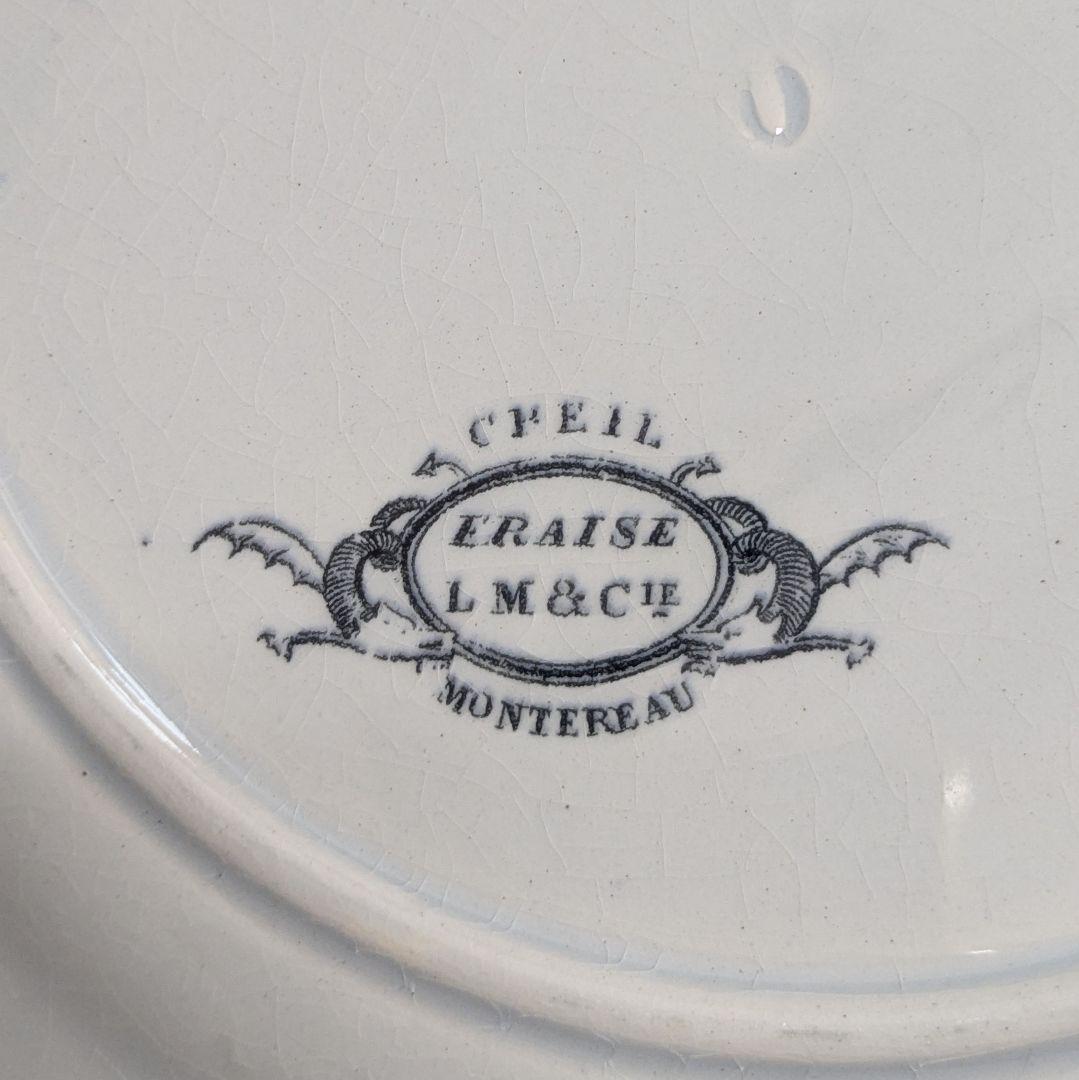 CREIL
FRAISE
L M & CIE
MONTEREAU